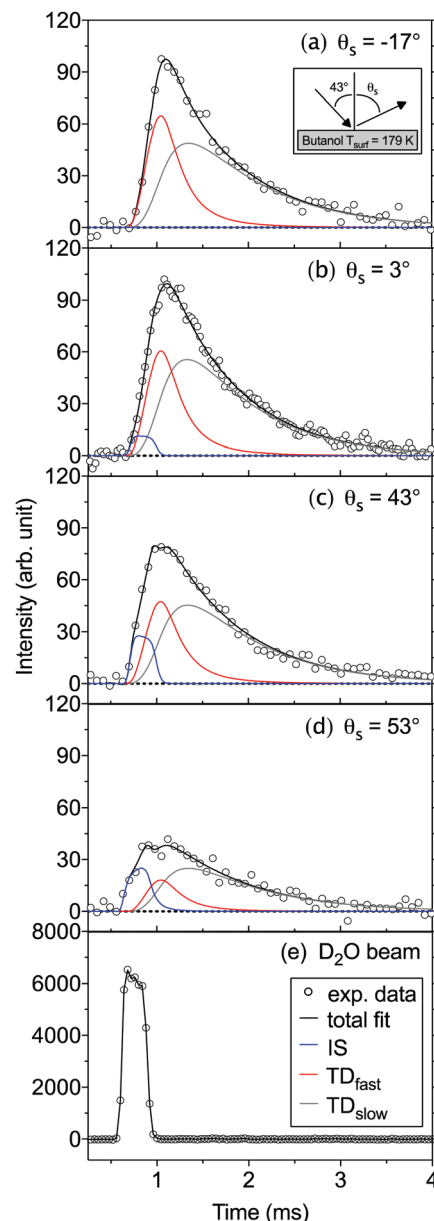 120
90
60
30
0
(a) θs = -17°
43°
θs
Butanol Tsurf = 179 K
120
90
60
30
0
(b) θs = 3°
120
90
60
30
0
(c) θs = 43°
120
90
60
30
0
(d) θs = 53°
8000
6000
4000
2000
0
(e) D2O beam
exp. data
total fit
IS
TDfast
TDslow
1 2 3 4
Time (ms)
Intensity (arb. unit)